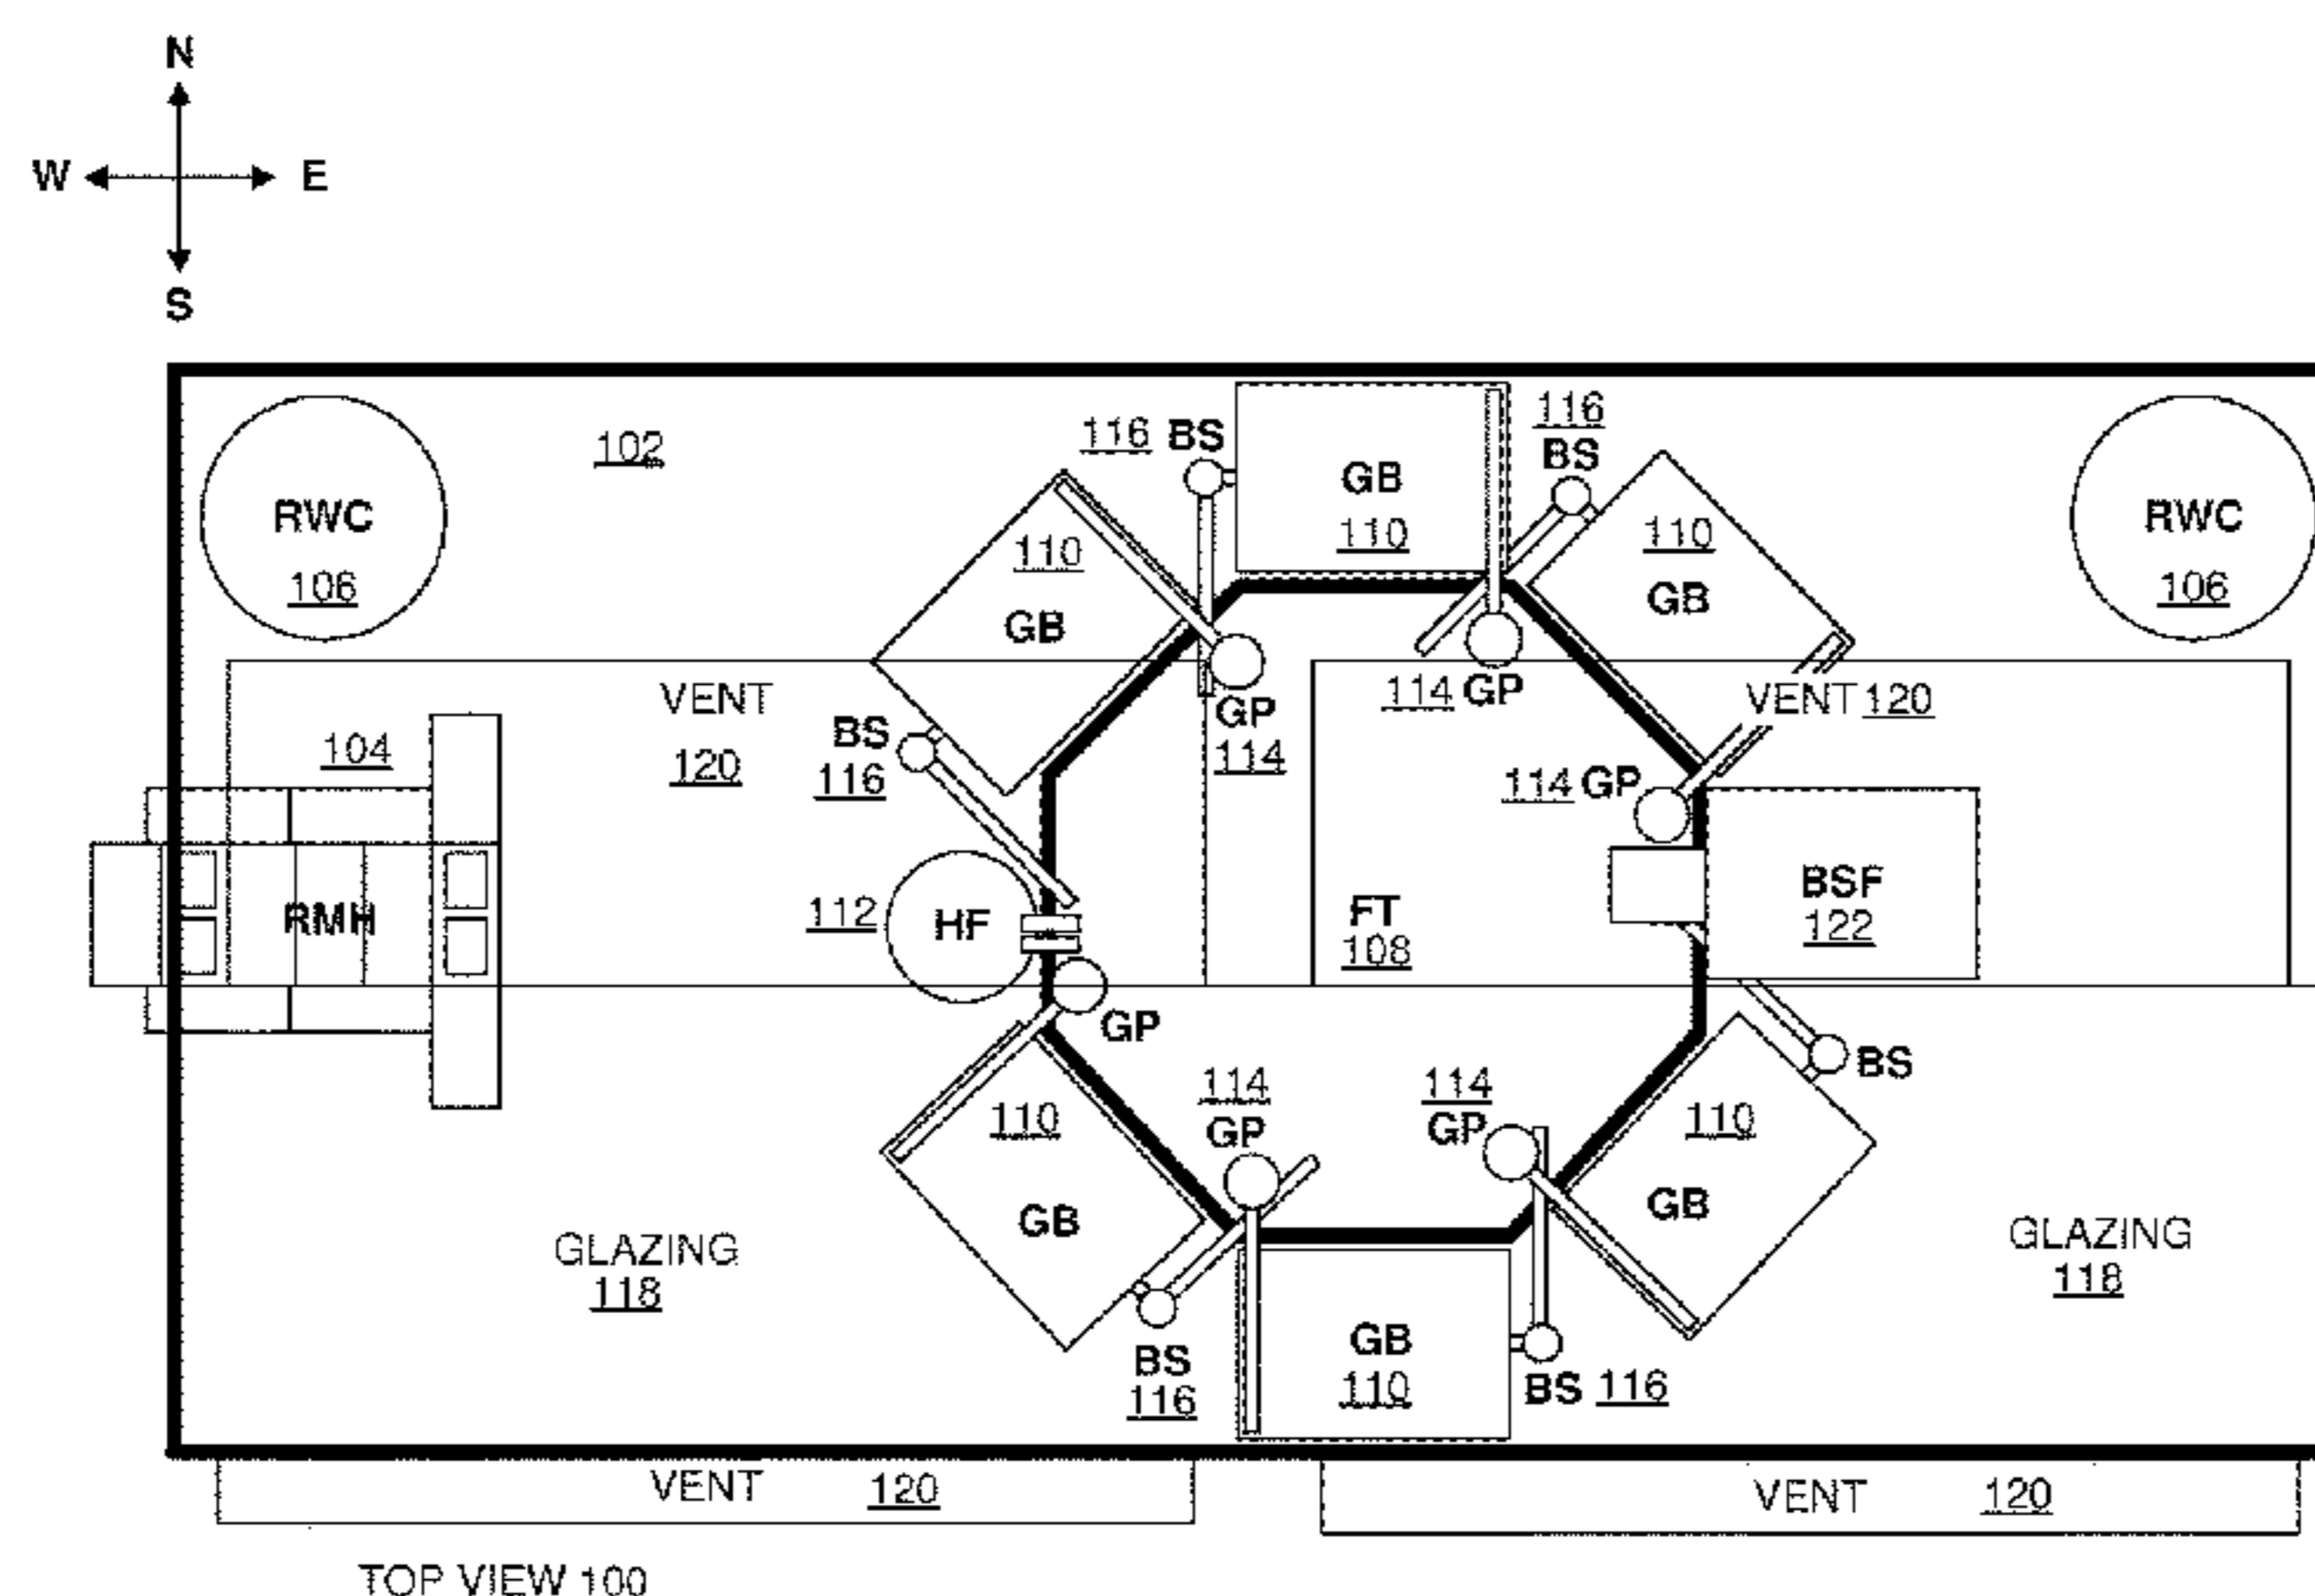 N
W E
S
102
116 BS
116
BS
GB
110
RWC
106
110
GB
110
GB
RWC
106
VENT
120
104
BS
116
GP
114
114 GP
VENT 120
114 GP
RMH
112
HF
FT
108
BSF
122
GP
BS
110
GB
114
GP
114
GP
110
GB
GLAZING
118
GLAZING
118
BS
116
GB
110
BS 116
VENT 120
VENT 120
TOP VIEW 100